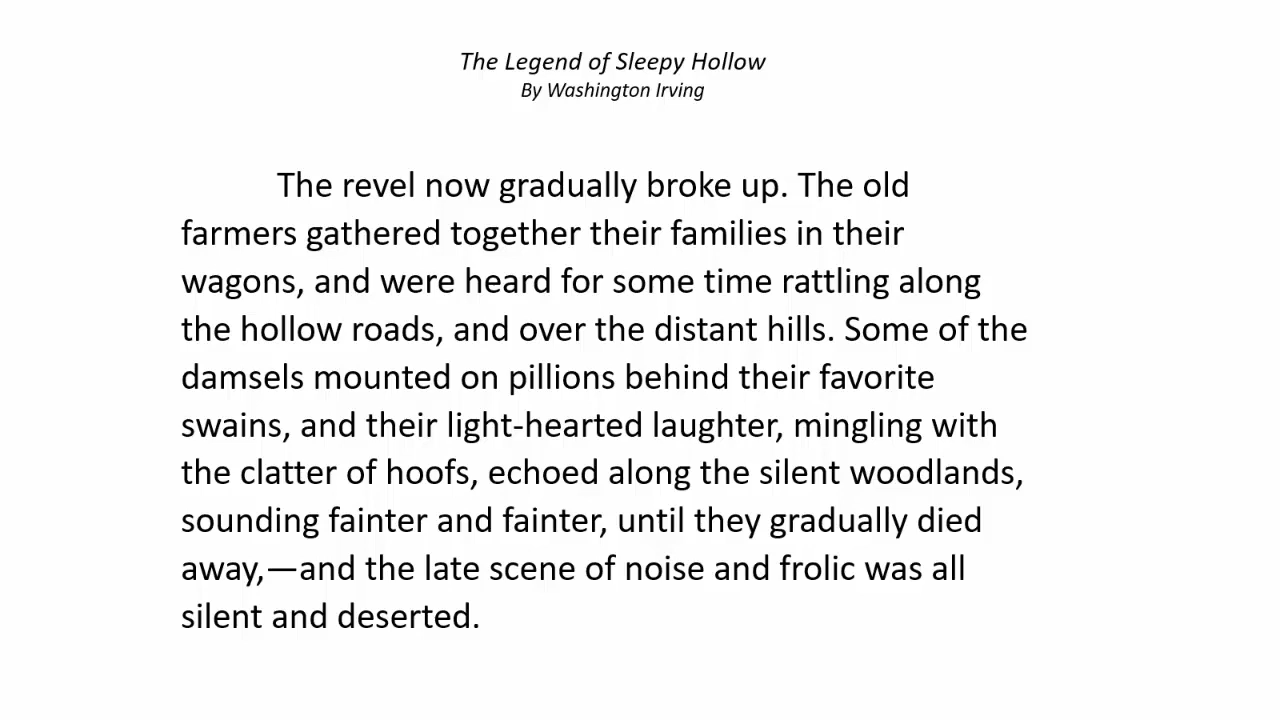 The Legend of Sleepy Hollow
By Washington Irving
The revel now gradually broke up. The old
farmers gathered together their families in their
wagons, and were heard for some time rattling along
the hollow roads, and over the distant hills. Some of the
damsels mounted on pillions behind their favorite
swains, and their light-hearted laughter, mingling with
the clatter of hoofs, echoed along the silent woodlands,
sounding fainter and fainter, until they gradually died
away,—and the late scene of noise and frolic was all
silent and deserted.